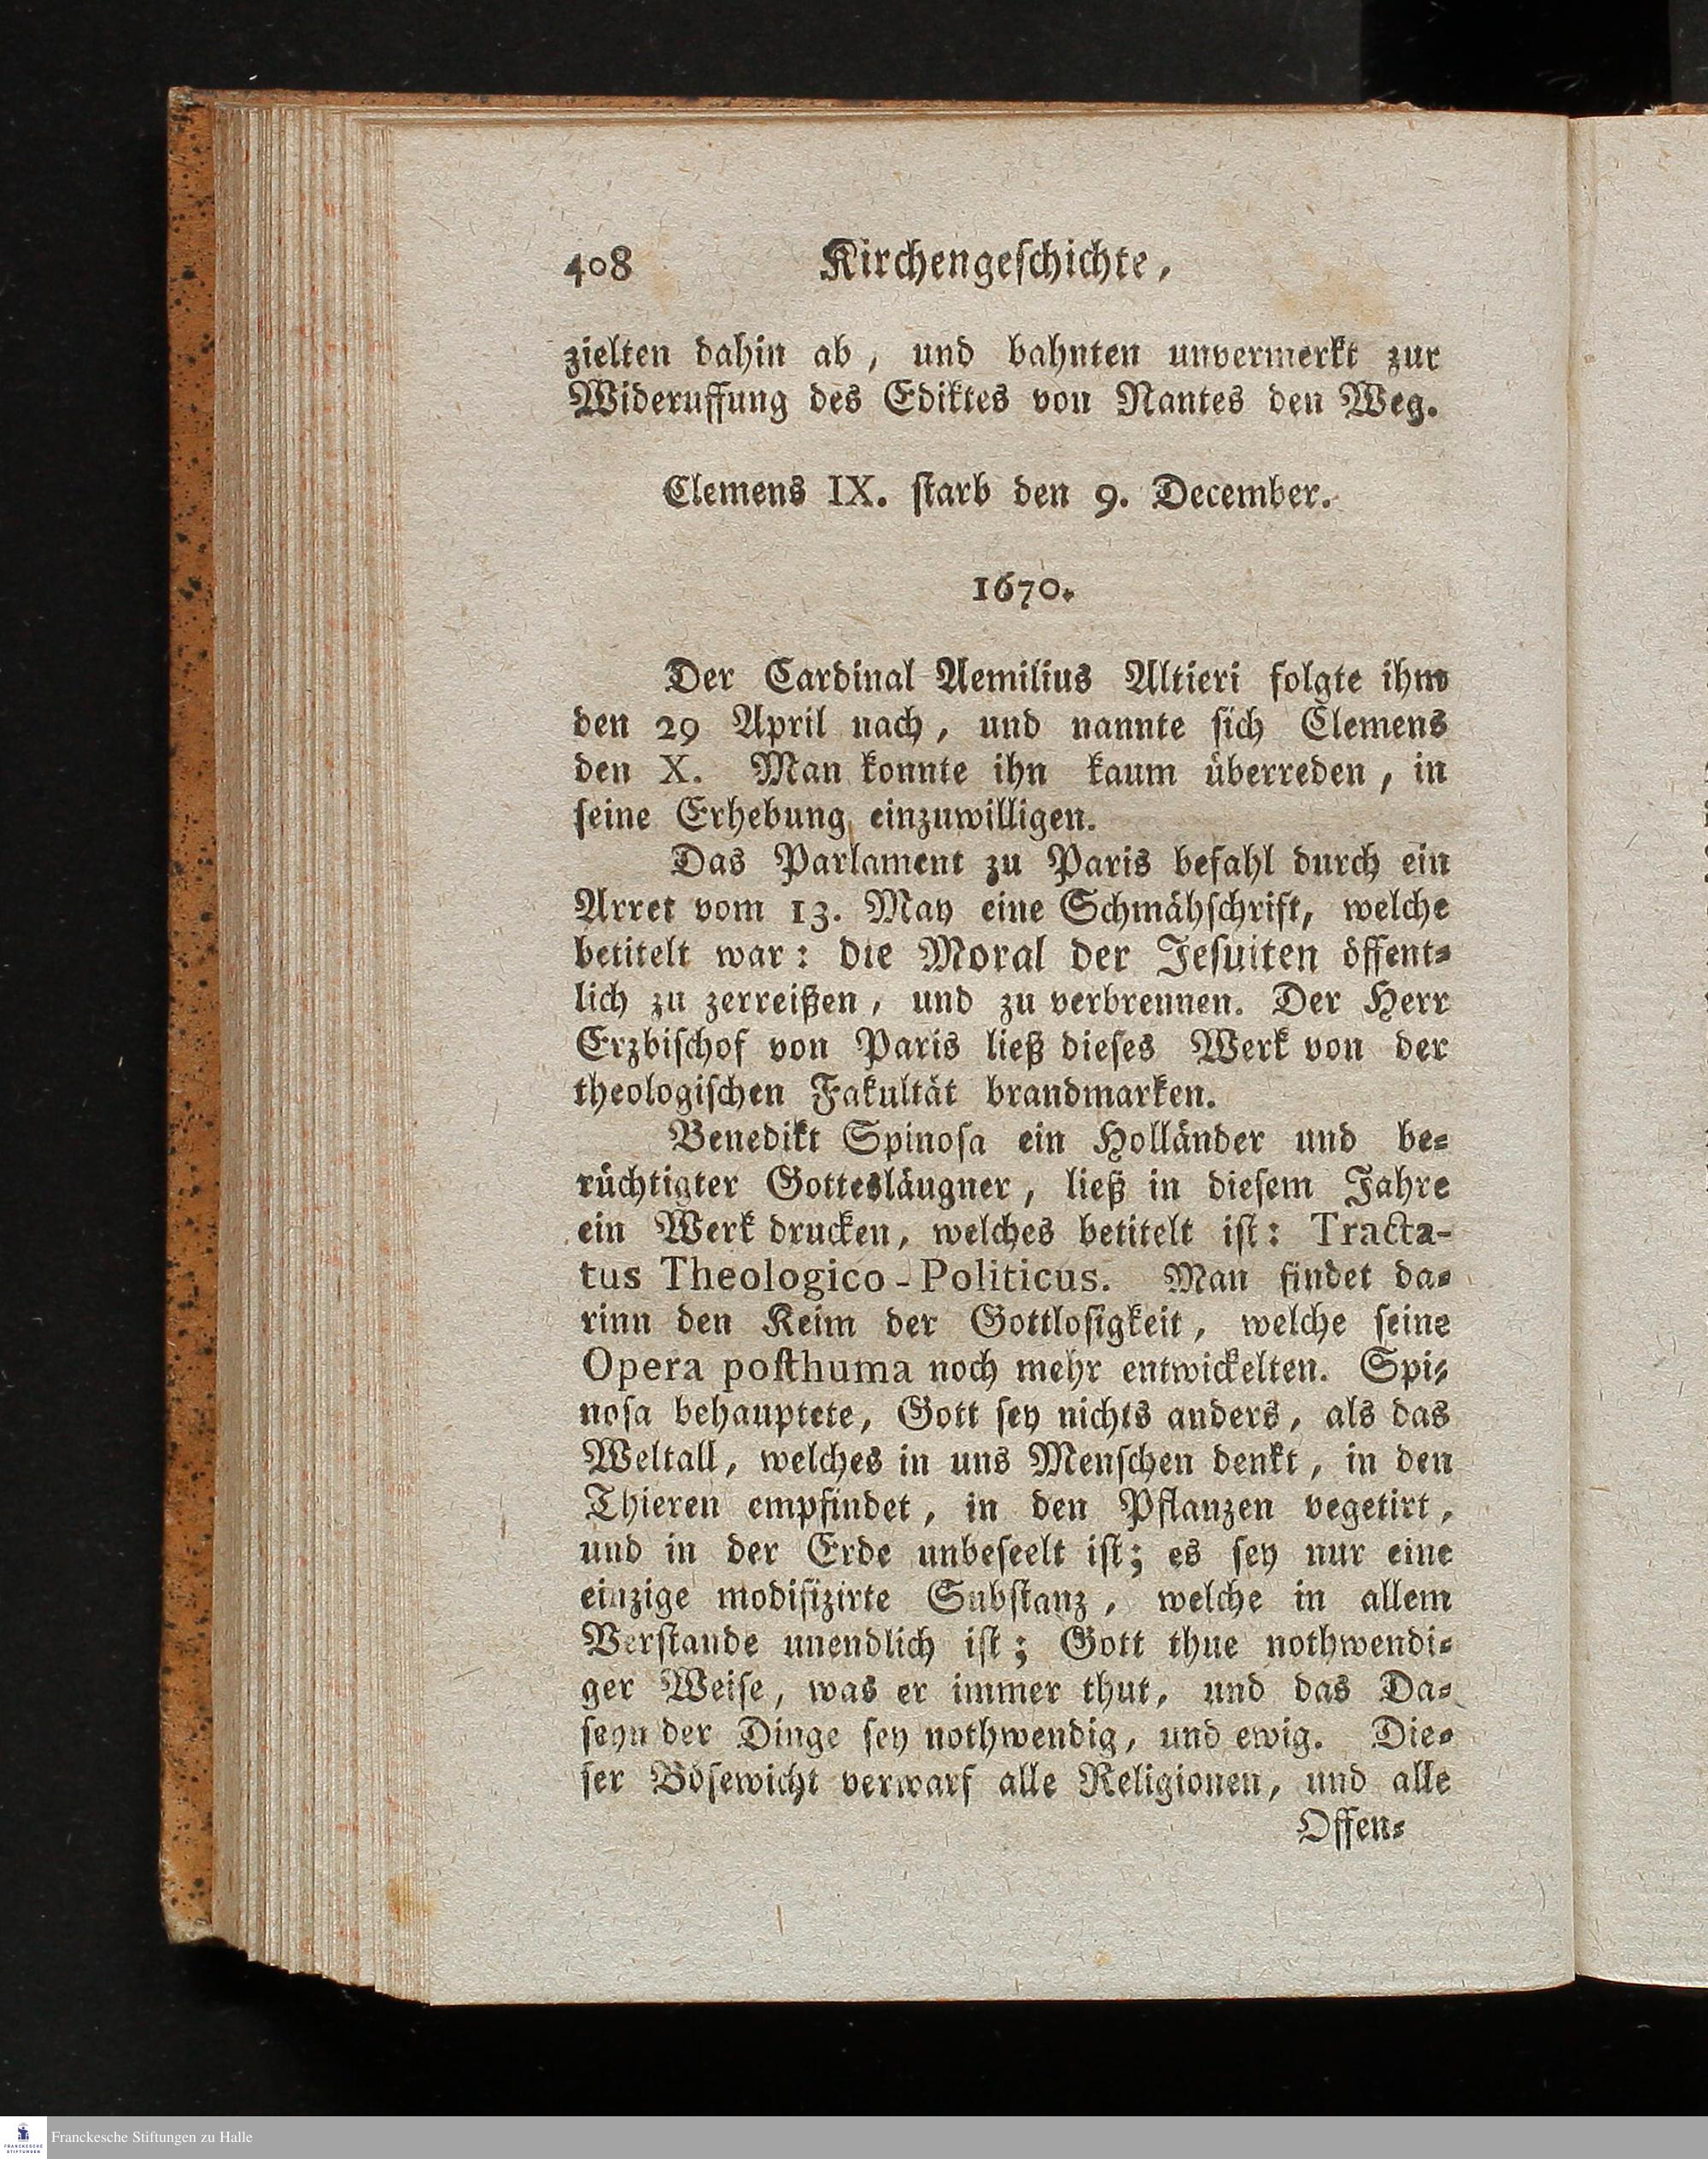 408 Kirchengeschichte,
zielten dahin ab, und bahnten unvermerkt zur
Wideruffung des Ediktes von Nantes den Weg.
Clemens IX. starb den 9. December.
1670.
Der Cardinal Aemilius Altieri folgte ihm
den 29 April nach, und nannte sich Clemens
den X. Man konnte ihn kaum überreden, in
seine Erhebung einzuwilligen.
Das Parlament zu Paris befahl durch ein
Arret vom 13. May eine Schmähschrift, welche
betitelt war: die Moral der Jesuiten öffent-
lich zu zerreißen, und zu verbrennen. Der Herr
Erzbischof von Paris ließ dieses Werk von der
theologischen Fakultät brandmarken.
Benedikt Spinosa ein Holländer und be-
rüchtigter Gottesläugner, ließ in diesem Jahre
ein Werk drucken, welches betitelt ist: Tracta-
tus Theologico-Politicus. Man findet da-
rinn den Keim der Gottlosigkeit, welche seine
Opera posthuma noch mehr entwickelten. Spi-
nosa behauptete, Gott sey nichts anders, als das
Weltall, welches in uns Menschen denkt, in den
Thieren empfindet, in den Pflanzen vegetirt,
und in der Erde unbeseelt ist; es sey nur eine
einzige modifizirte Substanz, welche in allem
Verstande unendlich ist; Gott thue nothwendi-
ger Weise, was er immer thut, und das Da-
seyn der Dinge sey nothwendig, und ewig. Die-
ser Bösewicht verwarf alle Religionen, und alle
Offen-
FRANCKESCHE
STIFTUNGEN
Franckesche Stiftungen zu Halle